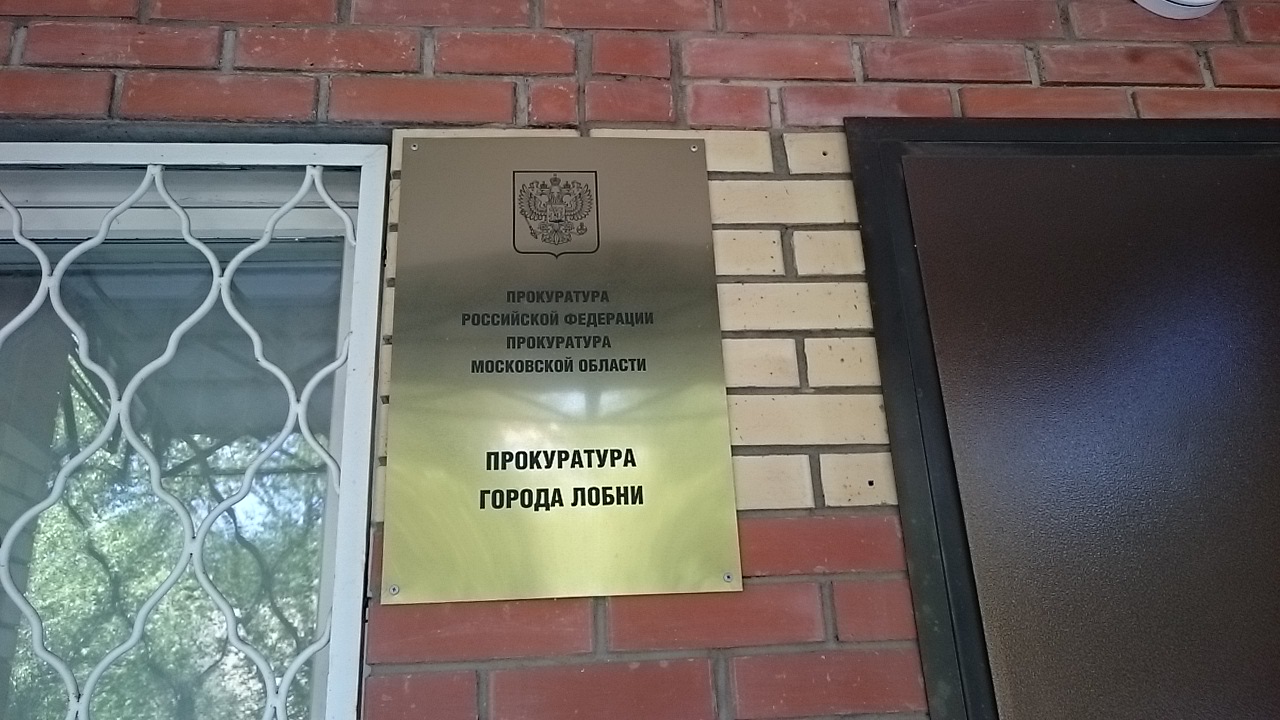 ПРОКУРАТУРА
РОССИЙСКОЙ ФЕДЕРАЦИИ
ПРОКУРАТУРА
МОСКОВСКОЙ ОБЛАСТИ
ПРОКУРАТУРА
ГОРОДА ЛОБНИ